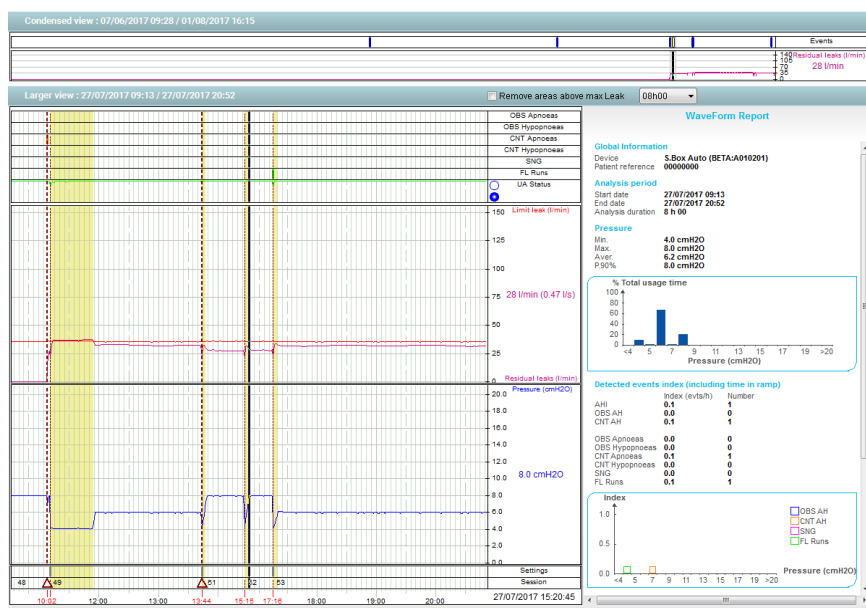 Condensed view : 07/06/2017 09:28 / 01/08/2017 16:15
Events
140
105
70
35
0
Residual leaks (l/min)
28 l/min
Larger view : 27/07/2017 09:13 / 27/07/2017 20:52
Remove areas above max Leak
08h00
OBS Apnoeas
OBS Hypopnoeas
CNT Apnoeas
CNT Hypopnoeas
SNG
FL Runs
UA Status
150
Limit leak (l/min)
125
100
75
28 l/min (0.47 l/s)
50
25
0
Residual leaks (l/min)
Pressure (cmH2O)
20.0
18.0
16.0
14.0
12.0
10.0
8.0 cmH2O
8.0
6.0
4.0
2.0
0.0
Settings
Session
48 49 51 52 53
10:02 12:00 13:00 13:44 15:15 17:16 18:00 19:00 20:00
27/07/2017 15:20:45
WaveForm Report
Global Information
Device S.Box Auto (BETA:A010201)
Patient reference 00000000
Analysis period
Start date 27/07/2017 09:13
End date 27/07/2017 20:52
Analysis duration 8 h 00
Pressure
Min. 4.0 cmH2O
Max. 8.0 cmH2O
Aver. 6.2 cmH2O
P.90% 8.0 cmH2O
% Total usage time
100
80
60
40
20
0
<4 5 7 9 11 13 15 17 19 >20
Pressure (cmH2O)
Detected events index (including time in ramp)
Index (evts/h) Number
AHI 0.1 1
OBS AH 0.0 0
CNT AH 0.1 1
OBS Apnoeas 0.0 0
OBS Hypopnoeas 0.0 0
CNT Apnoeas 0.1 1
CNT Hypopnoeas 0.0 0
SNG 0.0 0
FL Runs 0.1 1
Index
1.0
0.5
0.0
OBS AH
CNT AH
SNG
FL Runs
<4 5 7 9 11 13 15 17 19 >20
Pressure (cmH2O)